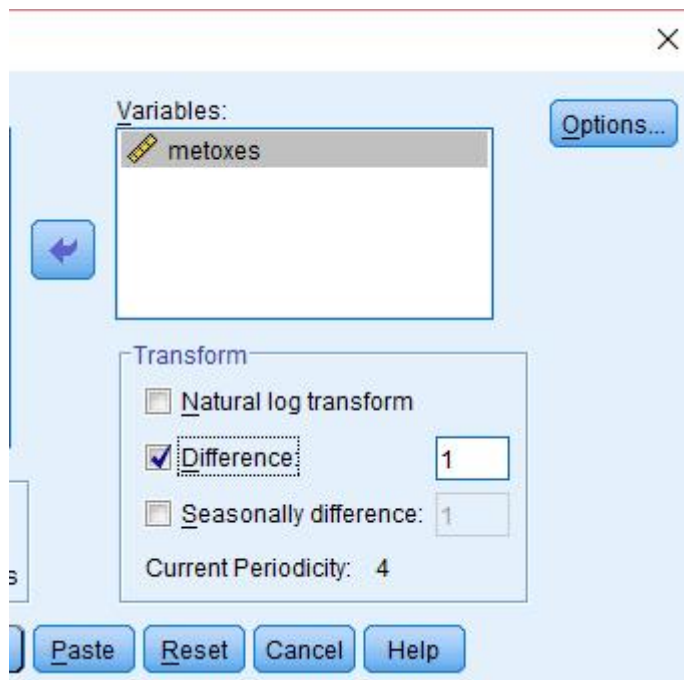 Variables:
Options...
metoxes
Transform
Natural log transform
Difference: 1
Seasonally difference: 1
Current Periodicity: 4
s
Paste Reset Cancel Help